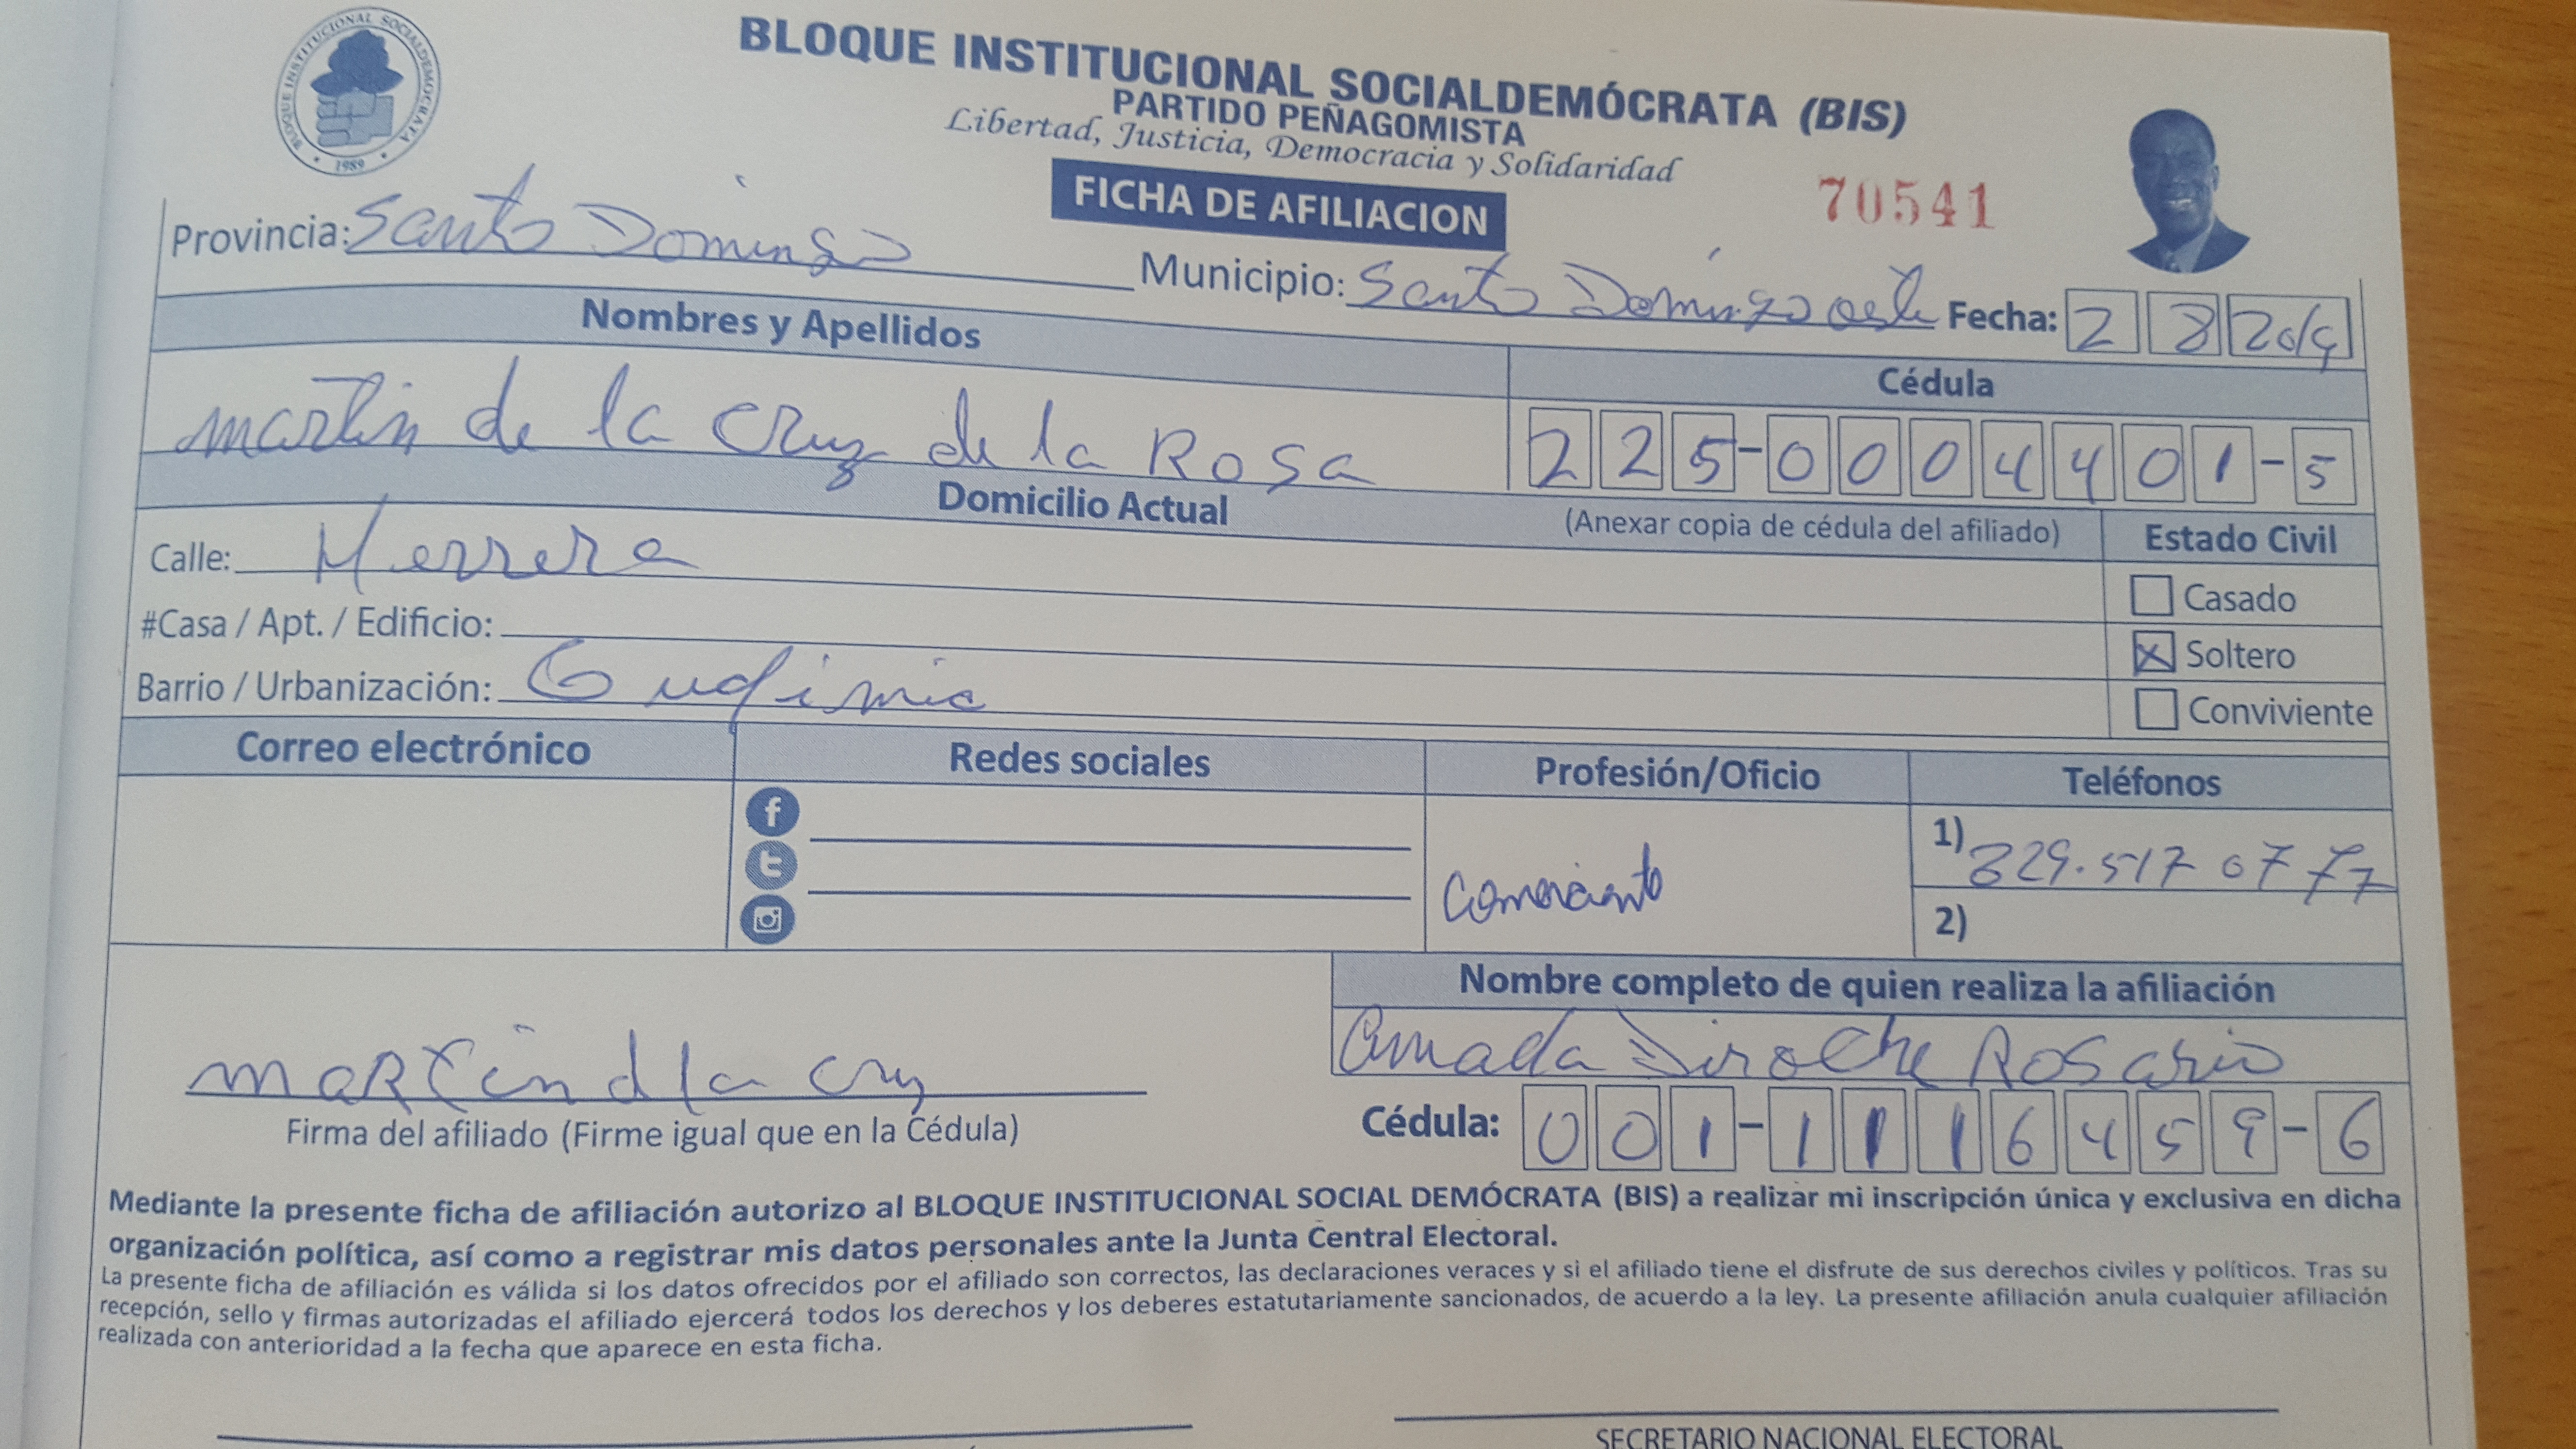 BLOQUE INSTITUCIONAL SOCIALDEMOCRATA
1989
BLOQUE INSTITUCIONAL SOCIALDEMÓCRATA (BIS)
PARTIDO PEÑAGOMISTA
Libertad, Justicia, Democracia y Solidaridad
FICHA DE AFILIACION
70541
Provincia: Santo Domingo
Municipio: Santo Domingo oeste Fecha: 2 8 2019
Nombres y Apellidos
Cédula
martin de la Cruz de la Rosa
225-0004401-5
Domicilio Actual
(Anexar copia de cédula del afiliado)
Estado Civil
Calle: Herrera
Casado
#Casa / Apt. / Edificio:
X Soltero
Barrio / Urbanización:
Conviviente
Correo electrónico
Redes sociales
Profesión/Oficio
Teléfonos
f
t
Comerciante
1) 829.517 0777
2)
Nombre completo de quien realiza la afiliación
Amada Diroche Rosario
martin d la cruz
Firma del afiliado (Firme igual que en la Cédula)
Cédula: 001-1116459-6
Mediante la presente ficha de afiliación autorizo al BLOQUE INSTITUCIONAL SOCIAL DEMÓCRATA (BIS) a realizar mi inscripción única y exclusiva en dicha
organización política, así como a registrar mis datos personales ante la Junta Central Electoral.
La presente ficha de afiliación es válida si los datos ofrecidos por el afiliado son correctos, las declaraciones veraces y si el afiliado tiene el disfrute de sus derechos civiles y políticos. Tras su
recepción, sello y firmas autorizadas el afiliado ejercerá todos los derechos y los deberes estatutariamente sancionados, de acuerdo a la ley. La presente afiliación anula cualquier afiliación
realizada con anterioridad a la fecha que aparece en esta ficha.
SECRETARIO NACIONAL ELECTORAL